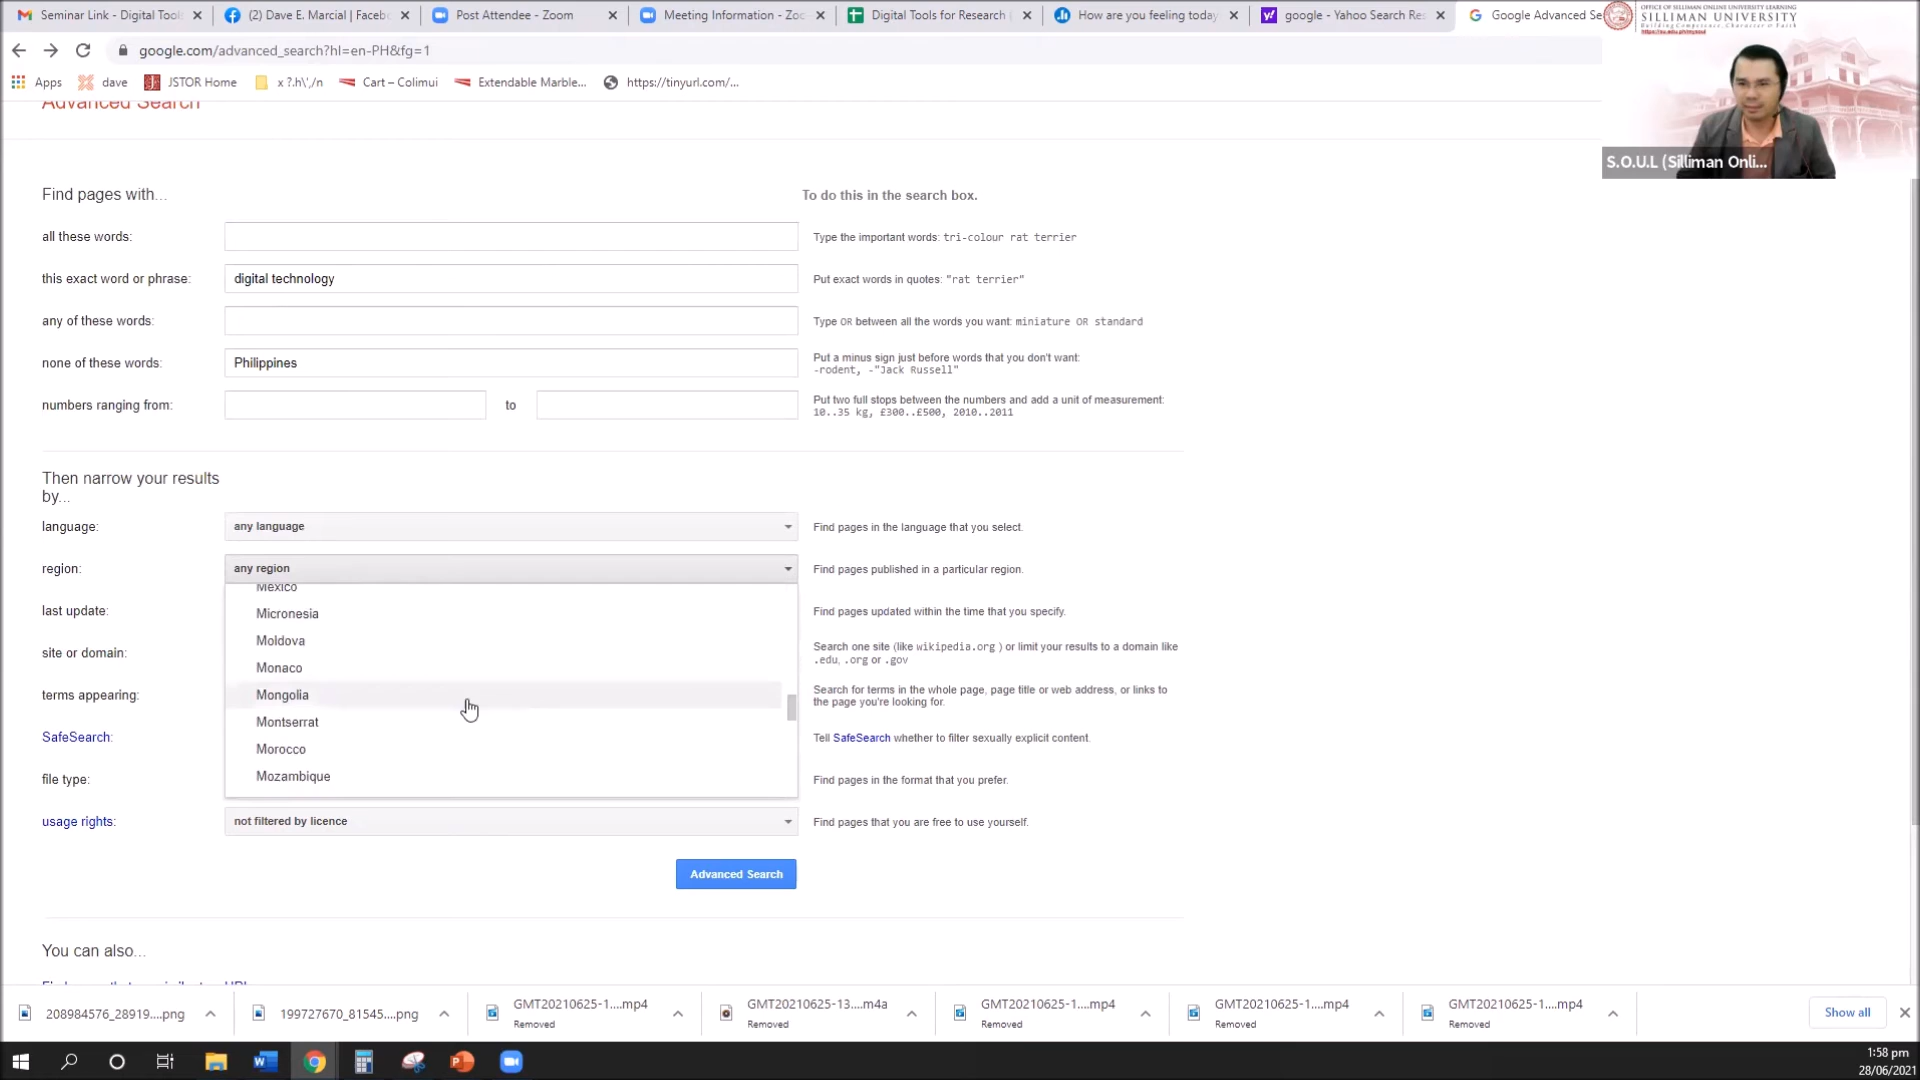 Seminar Link - Digital Tools
(2) Dave E. Marcial | Faceb
Post Attendee - Zoom
Meeting Information - Zoo
Digital Tools for Research (
How are you feeling today
google - Yahoo Search Res
Google Advanced Se
OFFICE OF SILLIMAN ONLINE UNIVERSITY LEARNING
SILLIMAN UNIVERSITY
Building Competence, Character & Faith
google.com/advanced_search?hl=en-PH&fg=1
Apps
dave
JSTOR Home
x ?.h\',/n
Cart – Colimui
Extendable Marble...
https://tinyurl.com/...
Advanced Search
S.O.U.L (Silliman Onli...
Find pages with...
To do this in the search box.
all these words:
Type the important words: tri-colour rat terrier
this exact word or phrase:
digital technology
Put exact words in quotes: "rat terrier"
any of these words:
Type OR between all the words you want: miniature OR standard
none of these words:
Philippines
Put a minus sign just before words that you don't want:
-rodent, -"Jack Russell"
numbers ranging from:
to
Put two full stops between the numbers and add a unit of measurement:
10..35 kg, £300..£500, 2010..2011
Then narrow your results
by...
language:
any language
Find pages in the language that you select.
region:
any region
Find pages published in a particular region.
Mexico
Micronesia
Moldova
Monaco
Mongolia
Montserrat
Morocco
Mozambique
last update:
Find pages updated within the time that you specify.
site or domain:
Search one site (like wikipedia.org ) or limit your results to a domain like
.edu, .org or .gov
terms appearing:
Search for terms in the whole page, page title or web address, or links to
the page you're looking for.
SafeSearch:
Tell SafeSearch whether to filter sexually explicit content.
file type:
Find pages in the format that you prefer.
usage rights:
not filtered by licence
Find pages that you are free to use yourself.
Advanced Search
You can also...
208984576_28919....png
199727670_81545....png
GMT20210625-1....mp4
Removed
GMT20210625-13....m4a
Removed
GMT20210625-1....mp4
Removed
GMT20210625-1....mp4
Removed
GMT20210625-1....mp4
Removed
Show all
1:58 pm
28/06/2021